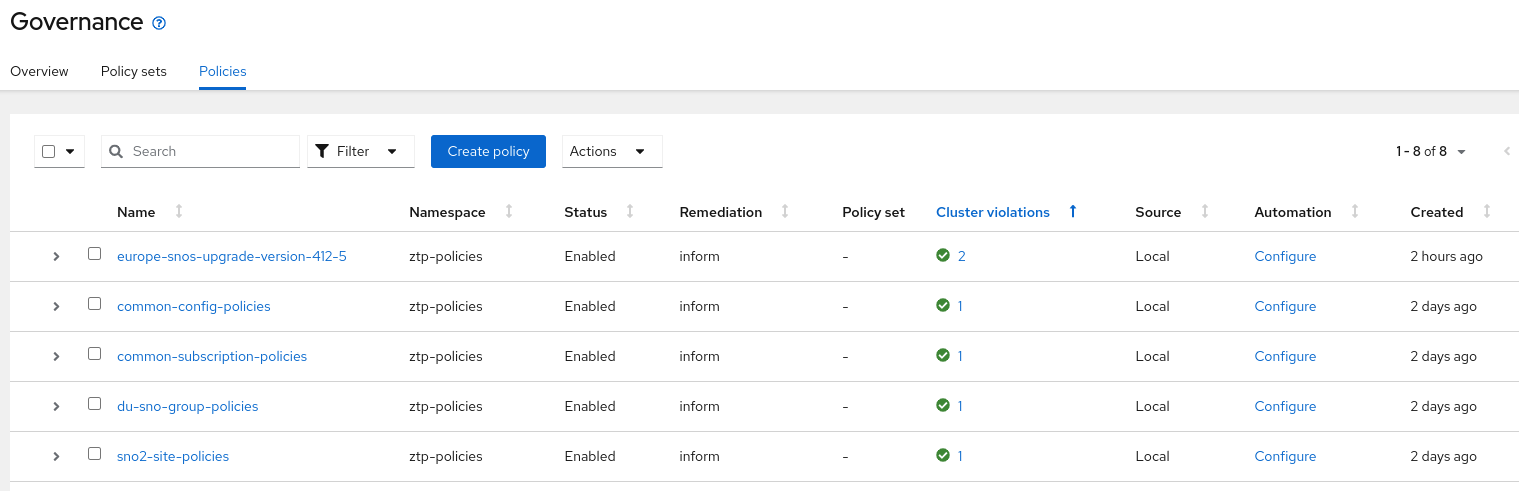 Governance
Overview Policy sets Policies
Search Filter Create policy Actions 1 - 8 of 8
Name Namespace Status Remediation Policy set Cluster violations Source Automation Created
europe-snos-upgrade-version-412-5 ztp-policies Enabled inform - 2 Local Configure 2 hours ago
common-config-policies ztp-policies Enabled inform - 1 Local Configure 2 days ago
common-subscription-policies ztp-policies Enabled inform - 1 Local Configure 2 days ago
du-sno-group-policies ztp-policies Enabled inform - 1 Local Configure 2 days ago
sno2-site-policies ztp-policies Enabled inform - 1 Local Configure 2 days ago